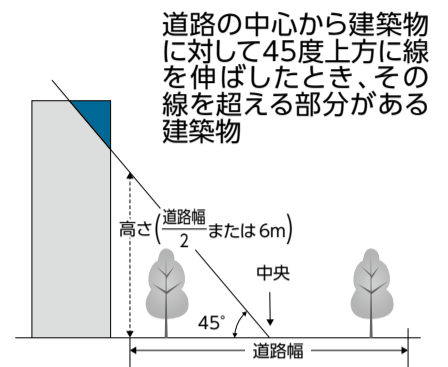 道路の中心から建築物
に対して45度上方に線
を伸ばしたとき、その
線を超える部分がある
建築物
高さ(道路幅/2または6m)
中央
45°
道路幅